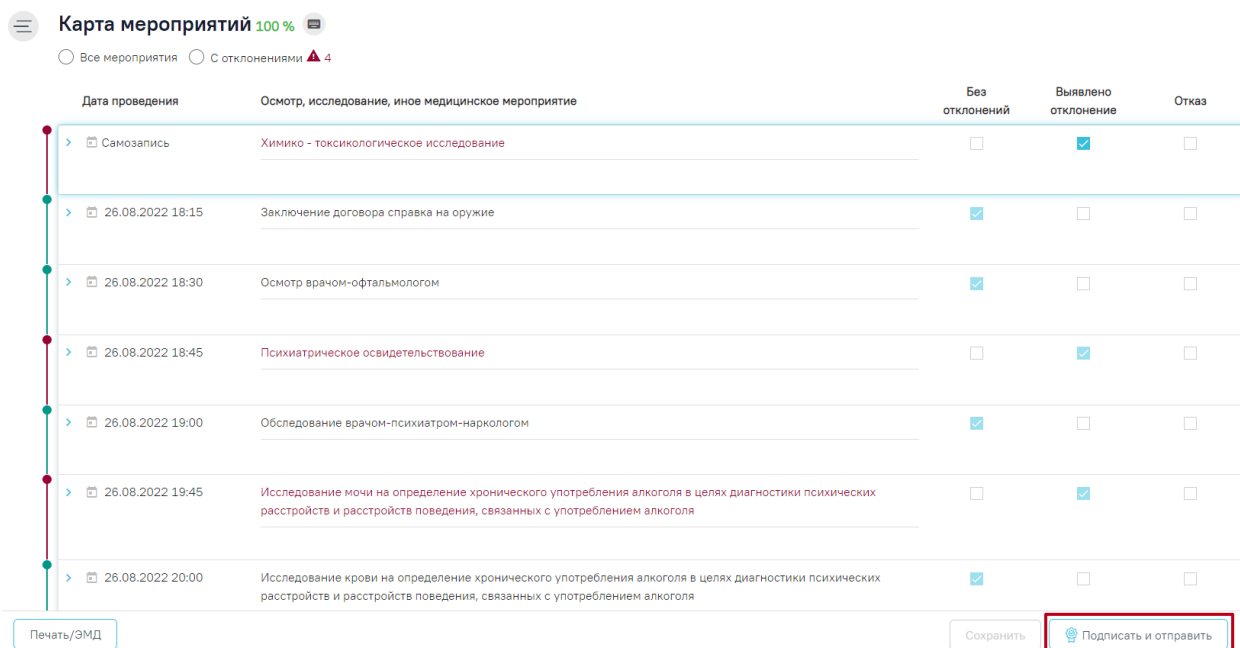 Карта мероприятий 100 %
Все мероприятия С отклонениями 4
Дата проведения Осмотр, исследование, иное медицинское мероприятие Без отклонений Выявлено отклонение Отказ
Самозапись Химико - токсикологическое исследование
26.08.2022 18:15 Заключение договора справка на оружие
26.08.2022 18:30 Осмотр врачом-офтальмологом
26.08.2022 18:45 Психиатрическое освидетельствование
26.08.2022 19:00 Обследование врачом-психиатром-наркологом
26.08.2022 19:45 Исследование мочи на определение хронического употребления алкоголя в целях диагностики психических
расстройств и расстройств поведения, связанных с употреблением алкоголя
26.08.2022 20:00 Исследование крови на определение хронического употребления алкоголя в целях диагностики психических
расстройств и расстройств поведения, связанных с употреблением алкоголя
Печать/ЭМД Сохранить Подписать и отправить